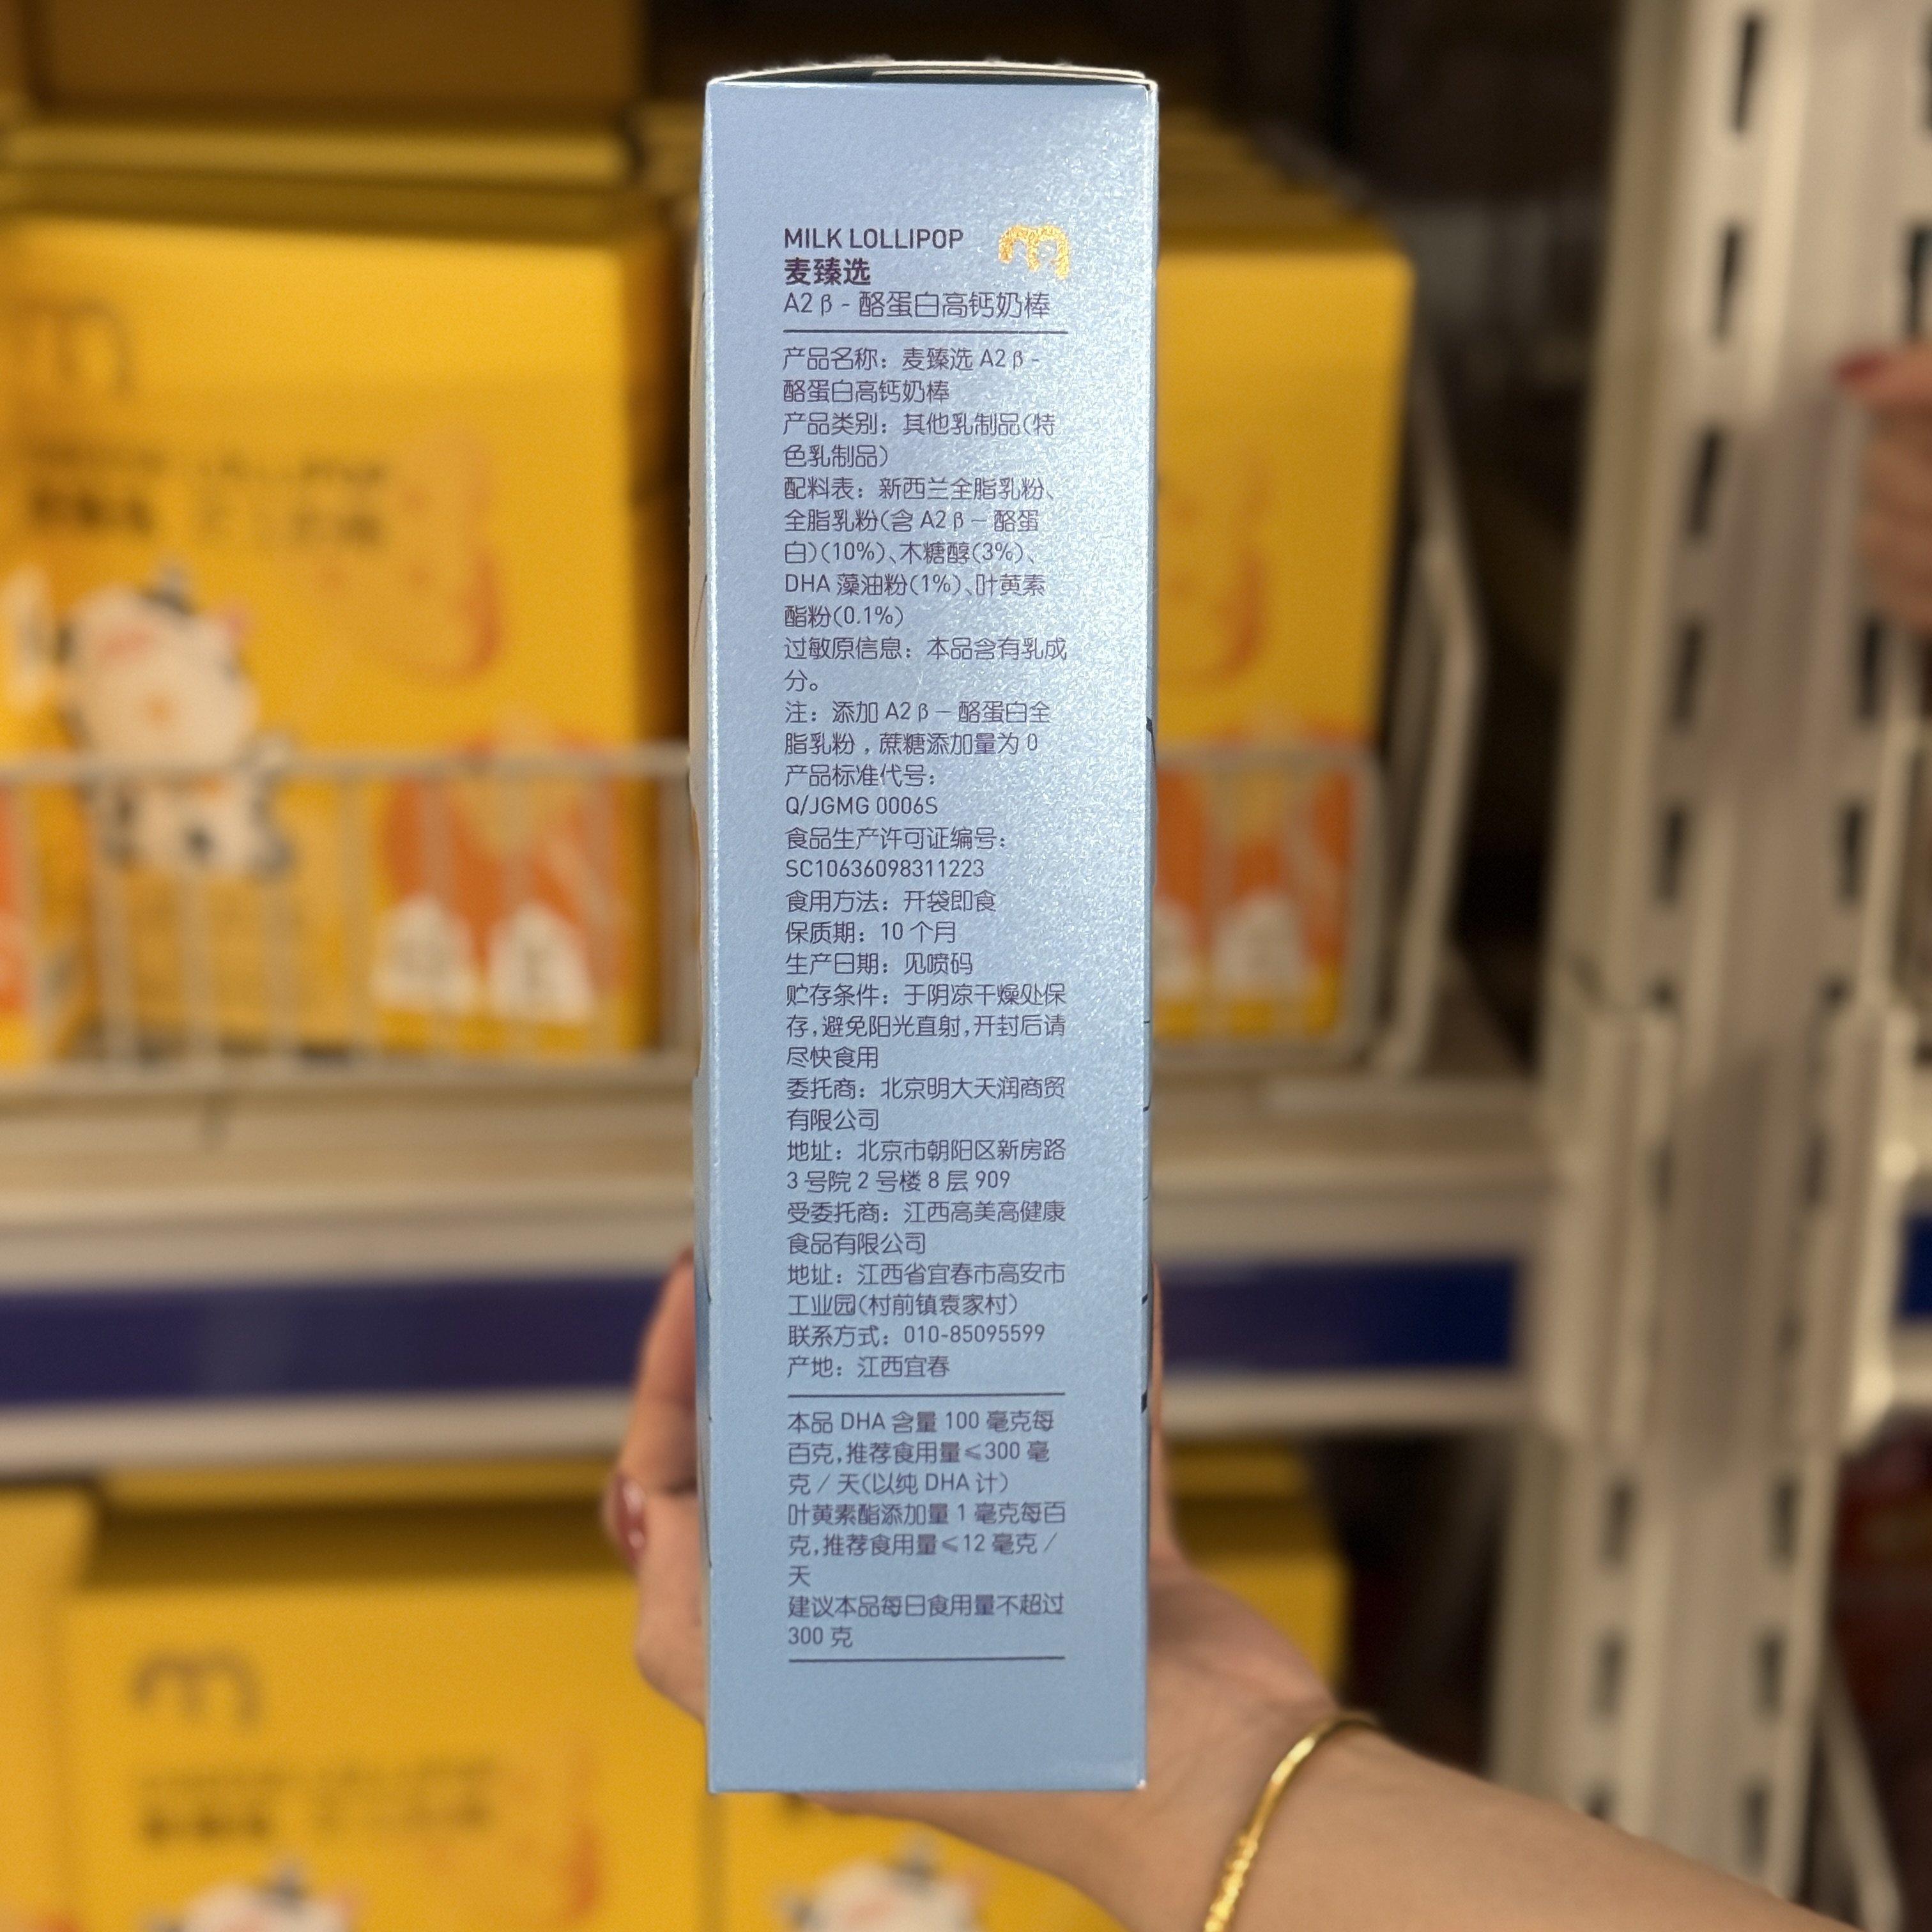 MILK LOLLIPOP
麦臻选
A2 β - 酪蛋白高钙奶棒
产品名称：麦臻选 A2 β -
酪蛋白高钙奶棒
产品类别：其他乳制品(特
色乳制品)
配料表：新西兰全脂乳粉、
全脂乳粉(含 A2 β － 酪蛋
白)(10%)、木糖醇(3%)、
DHA 藻油粉(1%)、叶黄素
酯粉(0.1%)
过敏原信息：本品含有乳成
分。
注：添加 A2 β － 酪蛋白全
脂乳粉，蔗糖添加量为 0
产品标准代号：
Q/JGMG 0006S
食品生产许可证编号：
SC10636098311223
食用方法：开袋即食
保质期：10 个月
生产日期：见喷码
贮存条件：于阴凉干燥处保
存,避免阳光直射,开封后请
尽快食用
委托商：北京明大天润商贸
有限公司
地址：北京市朝阳区新房路
3 号院 2 号楼 8 层 909
受委托商：江西高美高健康
食品有限公司
地址：江西省宜春市高安市
工业园(村前镇袁家村)
联系方式：010-85095599
产地：江西宜春
本品 DHA 含量 100 毫克每
百克,推荐食用量≤300 毫
克 / 天(以纯 DHA 计)
叶黄素酯添加量 1 毫克每百
克,推荐食用量≤12 毫克 /
天
建议本品每日食用量不超过
300 克